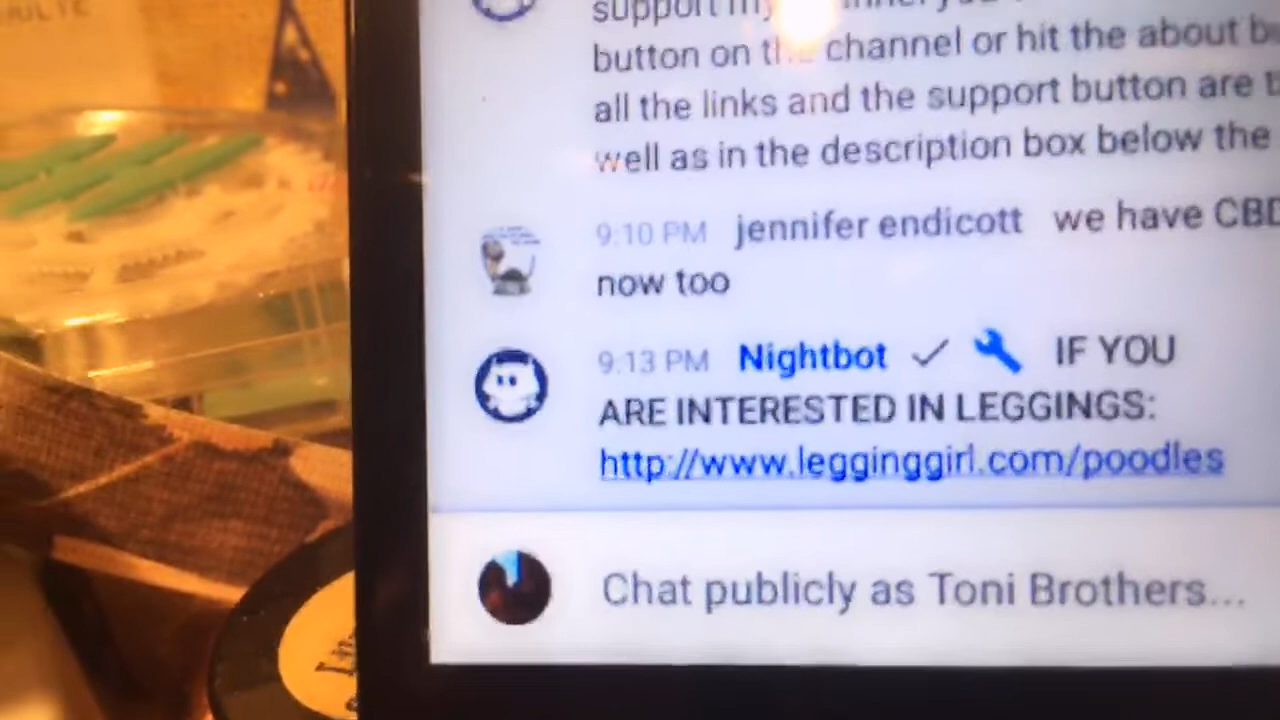 support
button on the channel or hit the about
all the links and the support button are
well as in the description box below the
9:10 PM jennifer endicott we have CBD
now too
9:13 PM Nightbot IF YOU
ARE INTERESTED IN LEGGINGS:
http://www.legginggirl.com/poodles
Chat publicly as Toni Brothers...